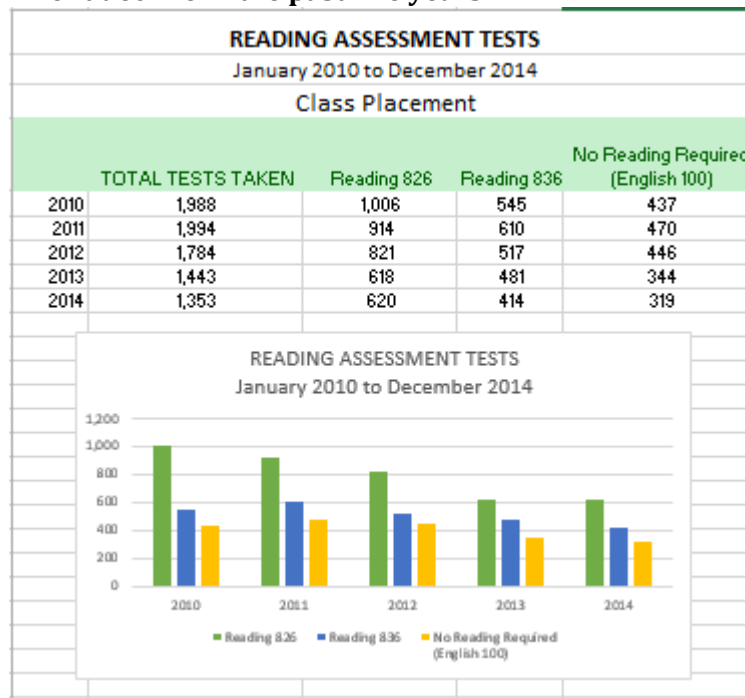 READING ASSESSMENT TESTS
January 2010 to December 2014
Class Placement
TOTAL TESTS TAKEN Reading 826 Reading 836 No Reading Required (English 100)
2010 1,988 1,006 545 437
2011 1,994 914 610 470
2012 1,784 821 517 446
2013 1,443 618 481 344
2014 1,353 620 414 319
READING ASSESSMENT TESTS
January 2010 to December 2014
1,200
1,000
800
600
400
200
0
2010 2011 2012 2013 2014
Reading 826 Reading 836 No Reading Required
(English 100)